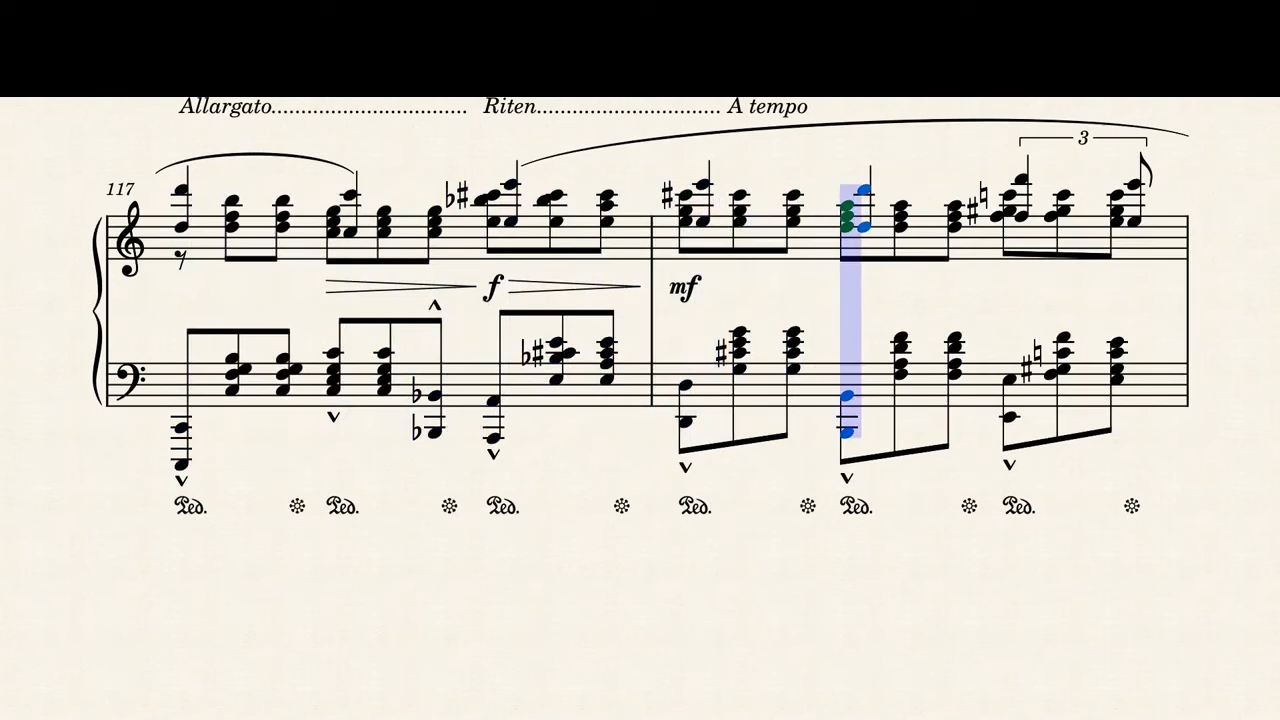 Allargato................................ Riten.............................. A tempo
3
117
f mf
Ped. Ped. Ped. Ped. Ped. Ped.